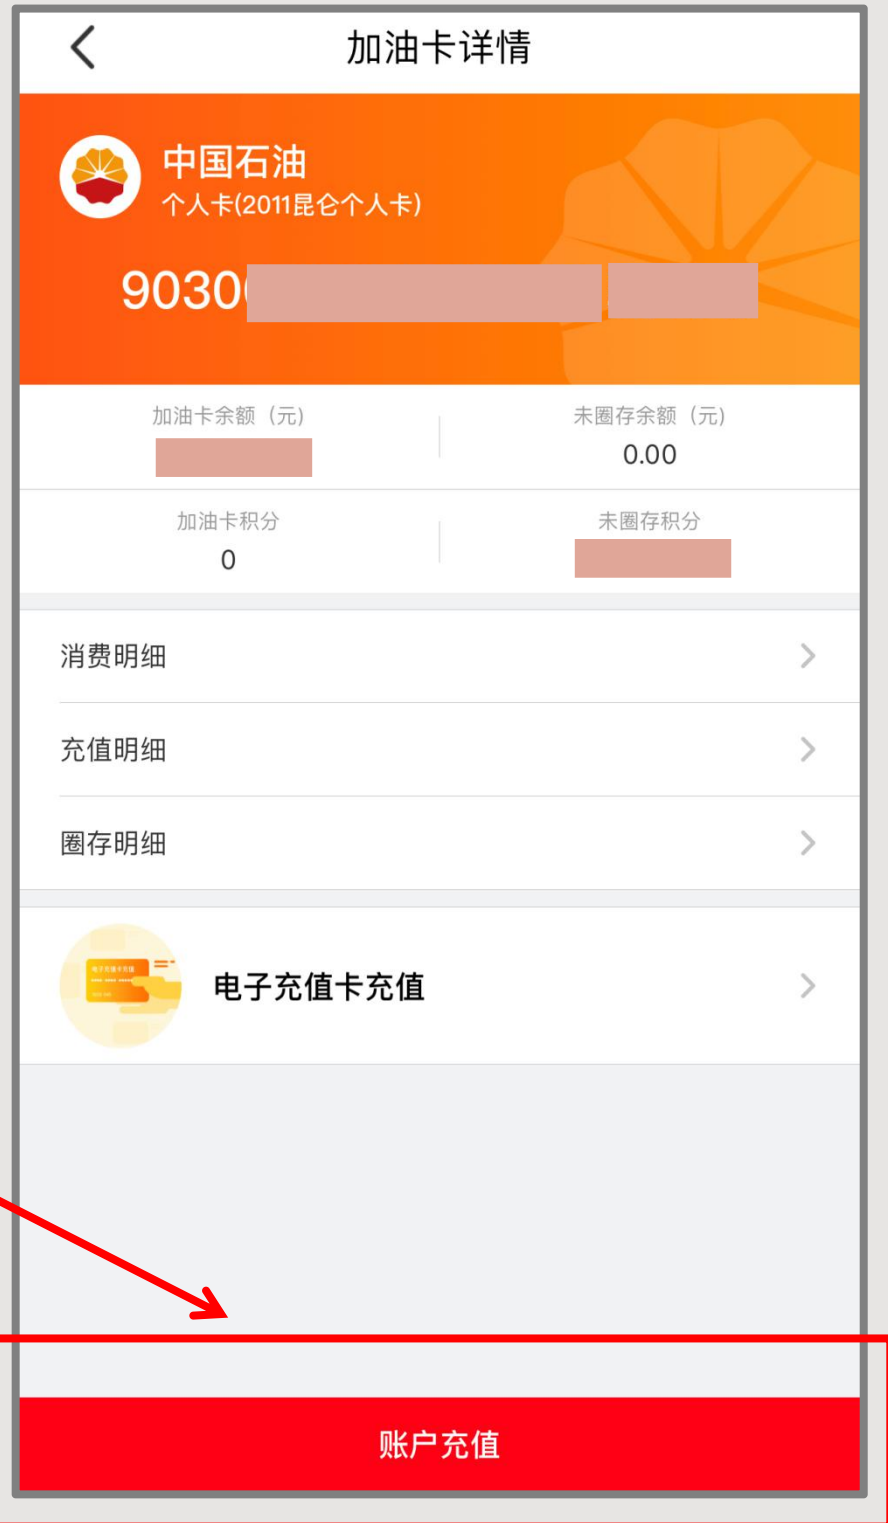 加油卡详情
中国石油
个人卡(2011昆仑个人卡)
9030
加油卡余额（元)
未圈存余额（元)
0.00
加油卡积分
未圈存积分
0
消费明细
充值明细
圈存明细
电子充值卡充值
账户充值